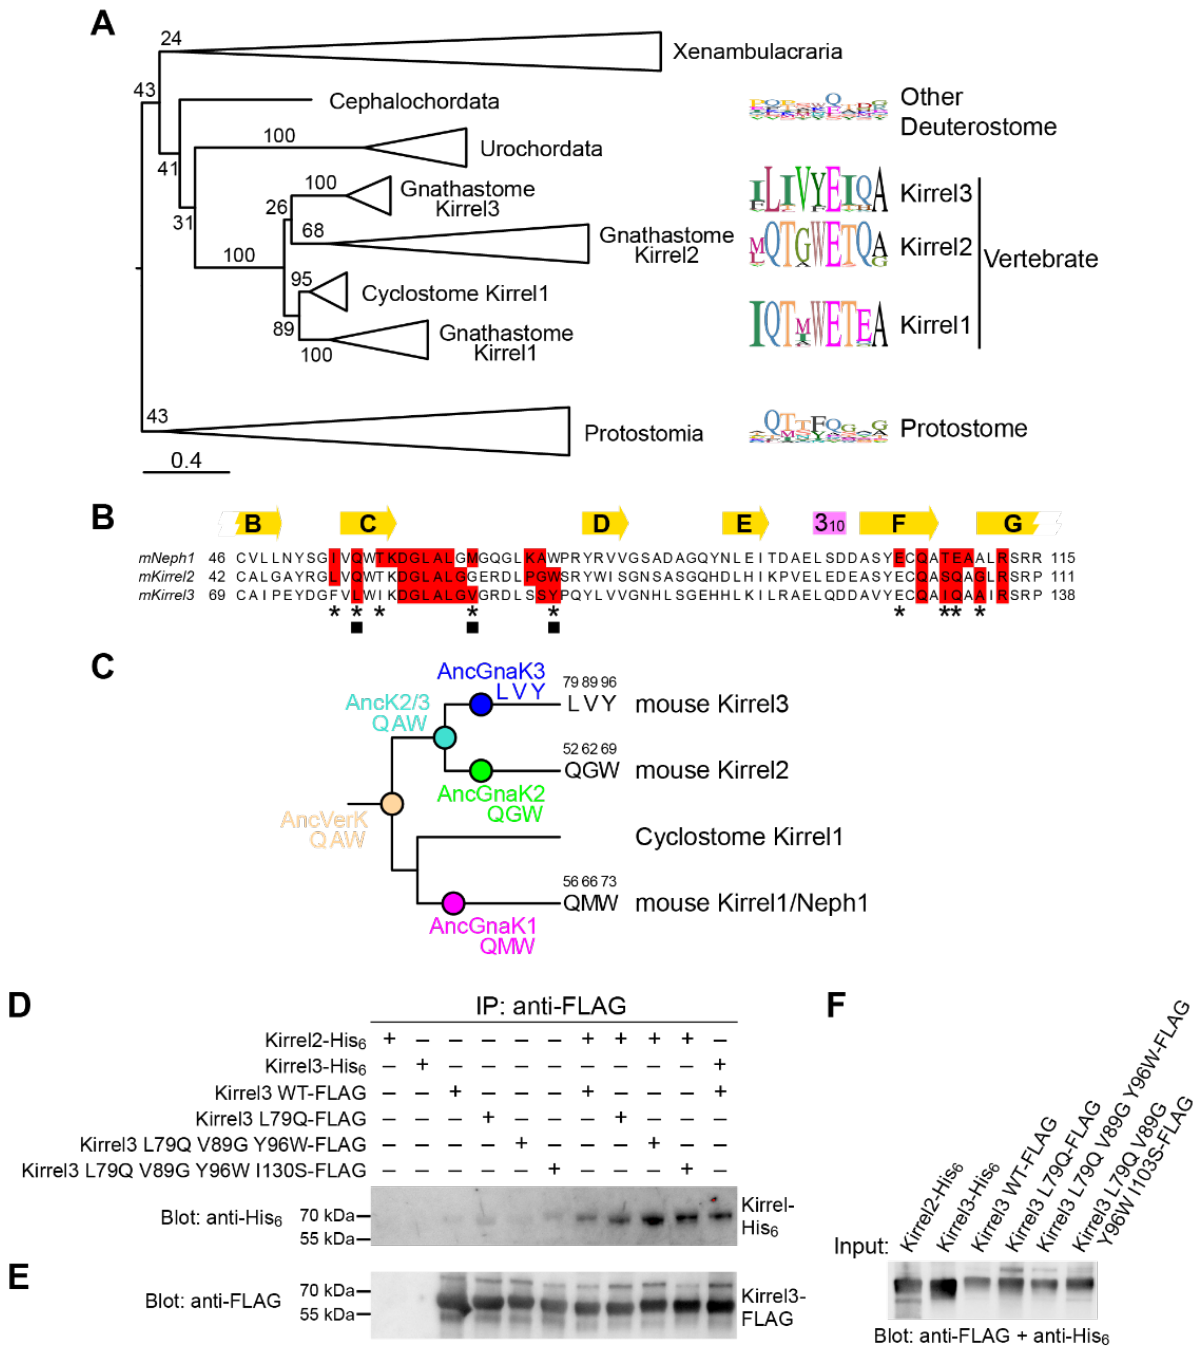 A
24
Xenambulacraria
43
Cephalochordata
Other
Deuterostome
100
Urochordata
41
100
Gnathastome
Kirrel3
ILIVYEIQA
Kirrel3
31
26
68
Gnathastome
Kirrel2
MQTGWETQA
Kirrel2
Vertebrate
100
95
Cyclostome Kirrel1
89
Gnathastome
Kirrel1
100
IQTMWETEA
Kirrel1
43
Protostomia
QTTFQG G
Protostome
0.4
B
B C D E 3₁₀ F G
mNeph1 46 CVLLNYSGIVQWTKDGLALGMGQGLKAWPRYRVVGSADAGQYNLEITDAELSDDASYECQATEAALRSRR 115
mKirrel2 42 CALGAYRGLVQWTKDGLALGGERDLPGWSRYWISGNSASGQHDLHIKPVELEDEASYECQASQAGLRSRP 111
mKirrel3 69 CAIPEYDGFVLWIKDGLALGVGRDLSSYPQYLVVGNHLSGEHHLKILRAELQDDAVYECQAIQAAIRSRP 138
* * * * * * ** *
C
AncGnaK3
LVY
79 89 96
LVY
mouse Kirrel3
AncK2/3
QAW
52 62 69
QGW
mouse Kirrel2
AncGnaK2
QGW
AncVerK
QAW
Cyclostome Kirrel1
56 66 73
QMW
mouse Kirrel1/Neph1
AncGnaK1
QMW
D
IP: anti-FLAG
Kirrel2-His₆ + – – – – – + + + + –
Kirrel3-His₆ – + – – – – – – – – +
Kirrel3 WT-FLAG – – + – – – + – – – +
Kirrel3 L79Q-FLAG – – – + – – – + – – –
Kirrel3 L79Q V89G Y96W-FLAG – – – – + – – – + – –
Kirrel3 L79Q V89G Y96W I130S-FLAG – – – – – + – – – + –
Blot: anti-His₆
70 kDa
55 kDa
Kirrel-
His₆
E
Blot: anti-FLAG
70 kDa
55 kDa
Kirrel3-
FLAG
F
Input:
Kirrel2-His₆
Kirrel3-His₆
Kirrel3 WT-FLAG
Kirrel3 L79Q-FLAG
Kirrel3 L79Q V89G Y96W-FLAG
Kirrel3 L79Q V89G
Y96W I103S-FLAG
Blot: anti-FLAG + anti-His₆